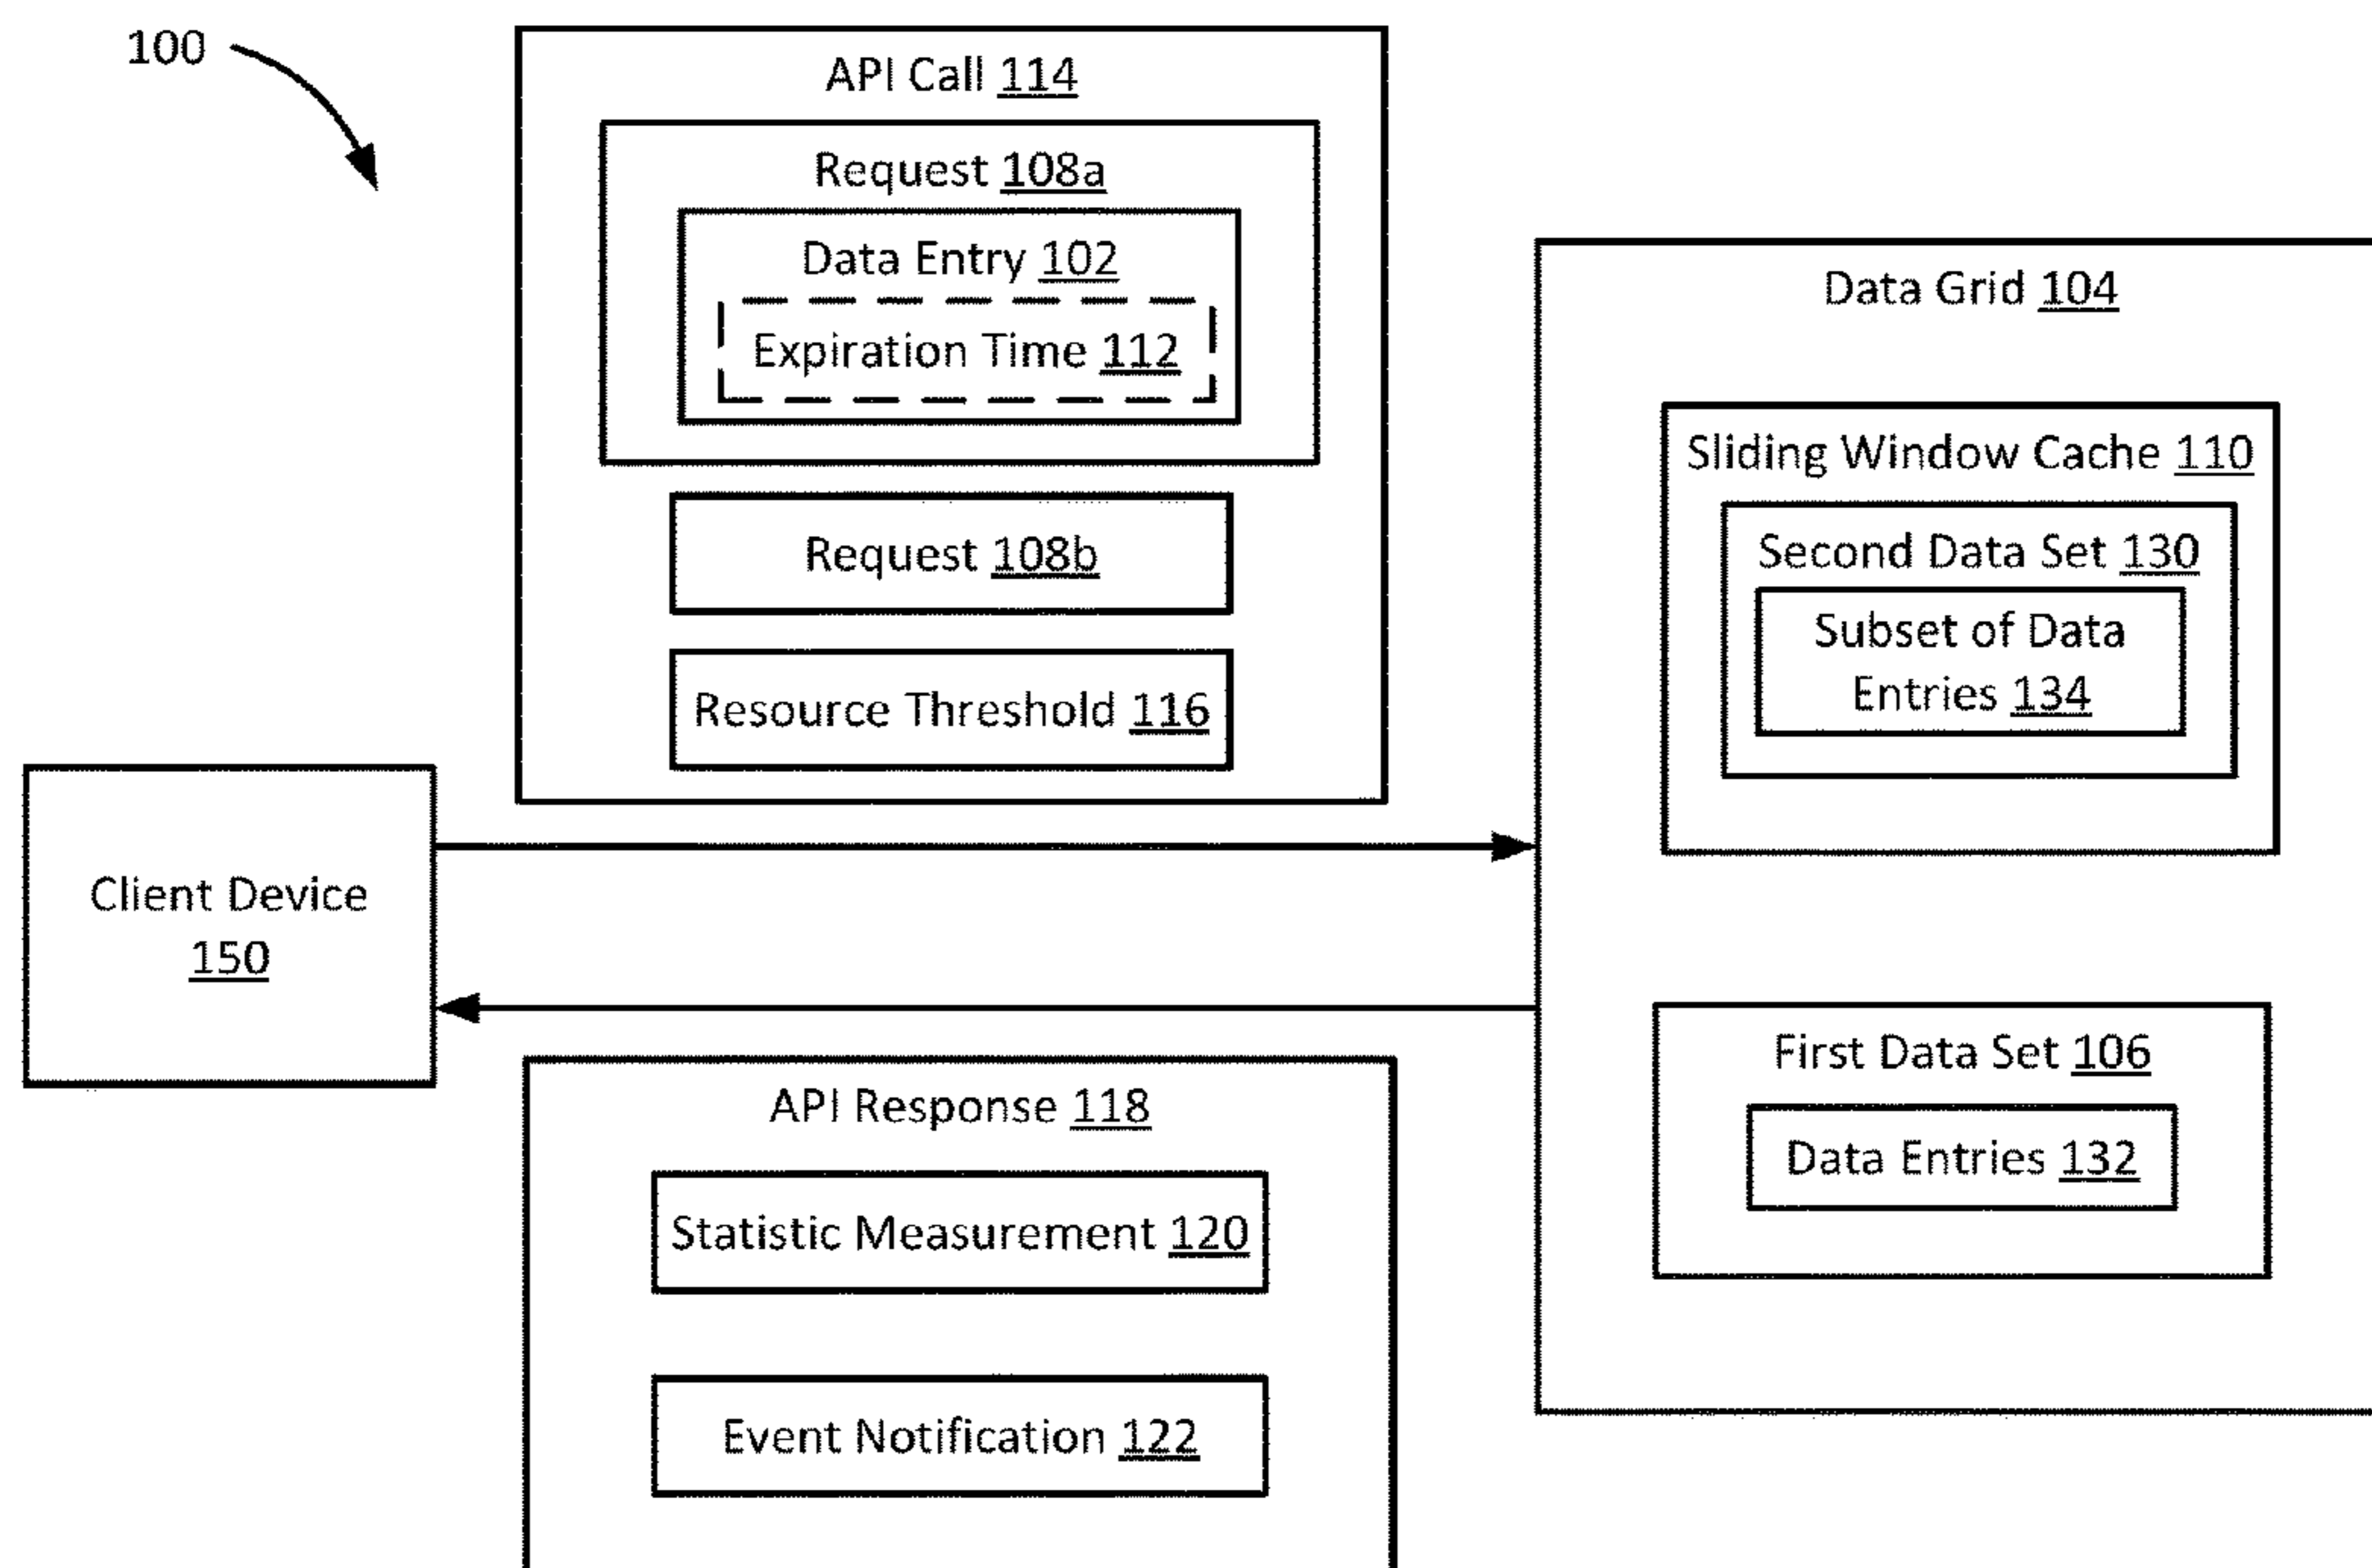 100
API Call 114
Request 108a
Data Entry 102
Expiration Time 112
Request 108b
Resource Threshold 116
Data Grid 104
Sliding Window Cache 110
Second Data Set 130
Subset of Data
Entries 134
Client Device
150
First Data Set 106
Data Entries 132
API Response 118
Statistic Measurement 120
Event Notification 122